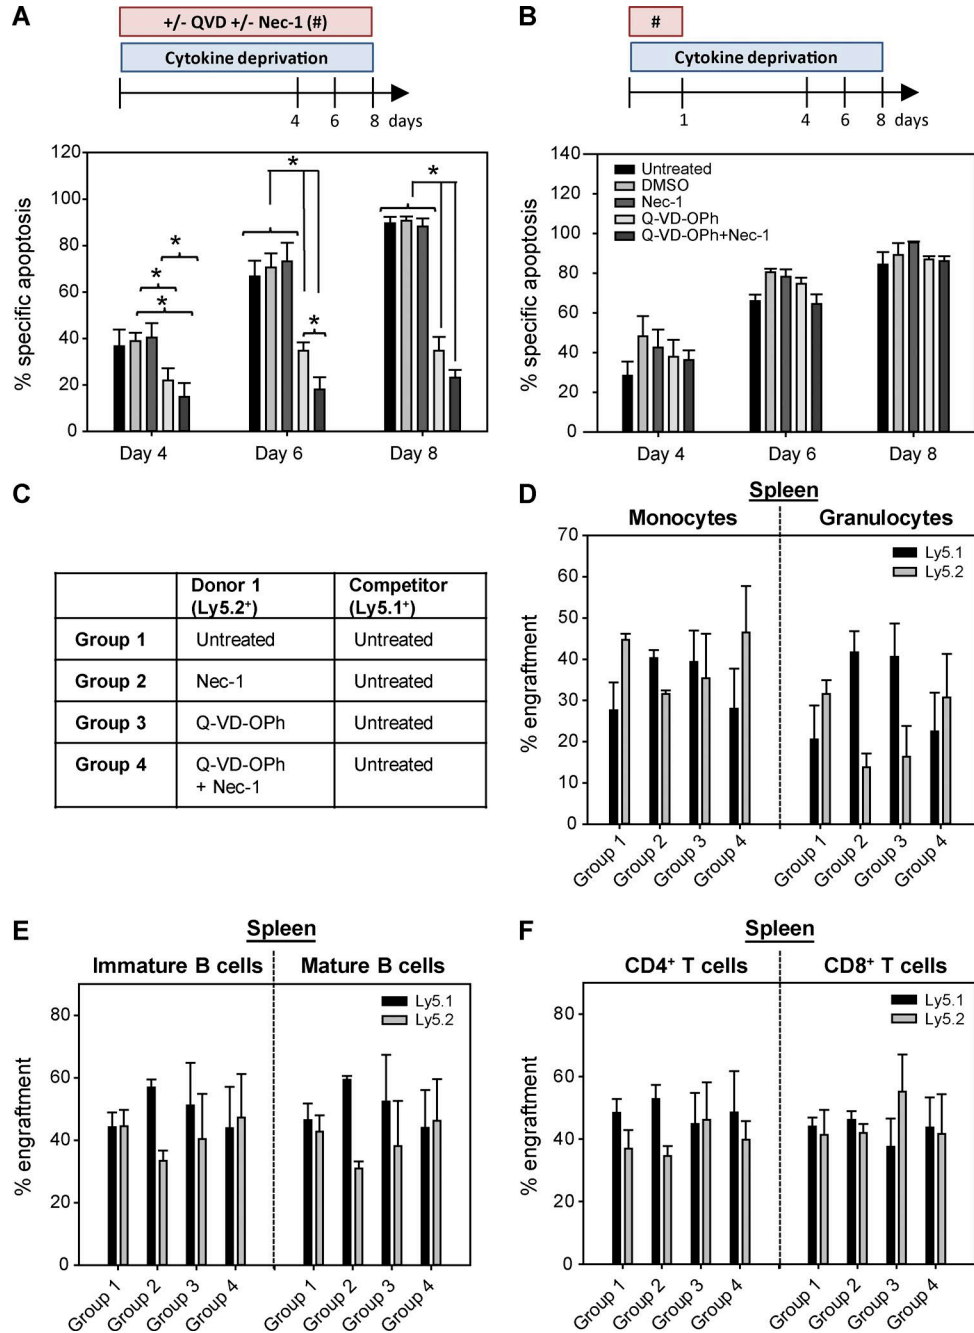 A
+/- QVD +/- Nec-1 (#)
Cytokine deprivation
4 6 8 days
% specific apoptosis
120
100
80
60
40
20
0
* * *
* *
* *
Day 4 Day 6 Day 8
B
#
Cytokine deprivation
1 4 6 8 days
% specific apoptosis
140
120
100
80
60
40
20
0
Untreated
DMSO
Nec-1
Q-VD-OPh
Q-VD-OPh+Nec-1
Day 4 Day 6 Day 8
C
Donor 1 (Ly5.2⁺) Competitor (Ly5.1⁺)
Group 1 Untreated Untreated
Group 2 Nec-1 Untreated
Group 3 Q-VD-OPh Untreated
Group 4 Q-VD-OPh + Nec-1 Untreated
D
Spleen
Monocytes Granulocytes
% engraftment
70
60
50
40
30
20
10
0
Ly5.1
Ly5.2
Group 1 Group 2 Group 3 Group 4 Group 1 Group 2 Group 3 Group 4
E
Spleen
Immature B cells Mature B cells
% engraftment
80
60
40
20
0
Ly5.1
Ly5.2
Group 1 Group 2 Group 3 Group 4 Group 1 Group 2 Group 3 Group 4
F
Spleen
CD4⁺ T cells CD8⁺ T cells
% engraftment
80
60
40
20
0
Ly5.1
Ly5.2
Group 1 Group 2 Group 3 Group 4 Group 1 Group 2 Group 3 Group 4